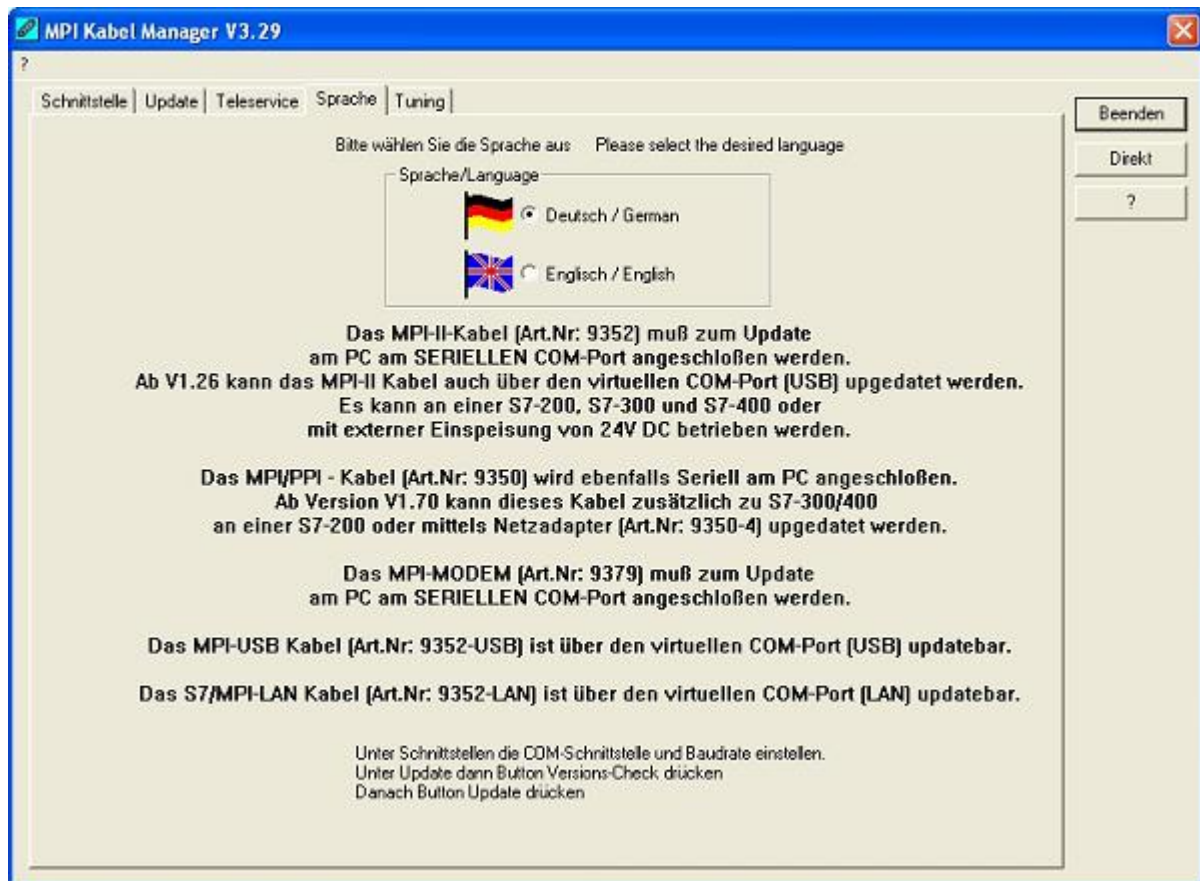 MPI Kabel Manager V3.29
?
Schnittstelle Update Teleservice Sprache Tuning
Beenden
Direkt
?
Bitte wählen Sie die Sprache aus Please select the desired language
Sprache/Language
Deutsch / German
Englisch / English
Das MPI-II-Kabel (Art.Nr: 9352) muß zum Update
am PC am SERIELLEN COM-Port angeschloßen werden.
Ab V1.26 kann das MPI-II Kabel auch über den virtuellen COM-Port (USB) upgedatet werden.
Es kann an einer S7-200, S7-300 und S7-400 oder
mit externer Einspeisung von 24V DC betrieben werden.
Das MPI/PPI - Kabel (Art.Nr: 9350) wird ebenfalls Seriell am PC angeschloßen.
Ab Version V1.70 kann dieses Kabel zusätzlich zu S7-300/400
an einer S7-200 oder mittels Netzadapter (Art.Nr: 9350-4) upgedatet werden.
Das MPI-MODEM (Art.Nr: 9379) muß zum Update
am PC am SERIELLEN COM-Port angeschloßen werden.
Das MPI-USB Kabel (Art.Nr: 9352-USB) ist über den virtuellen COM-Port (USB) updatebar.
Das S7/MPI-LAN Kabel (Art.Nr: 9352-LAN) ist über den virtuellen COM-Port (LAN) updatebar.
Unter Schnittstellen die COM-Schnittstelle und Baudrate einstellen.
Unter Update dann Button Versions-Check drücken
Danach Button Update drücken